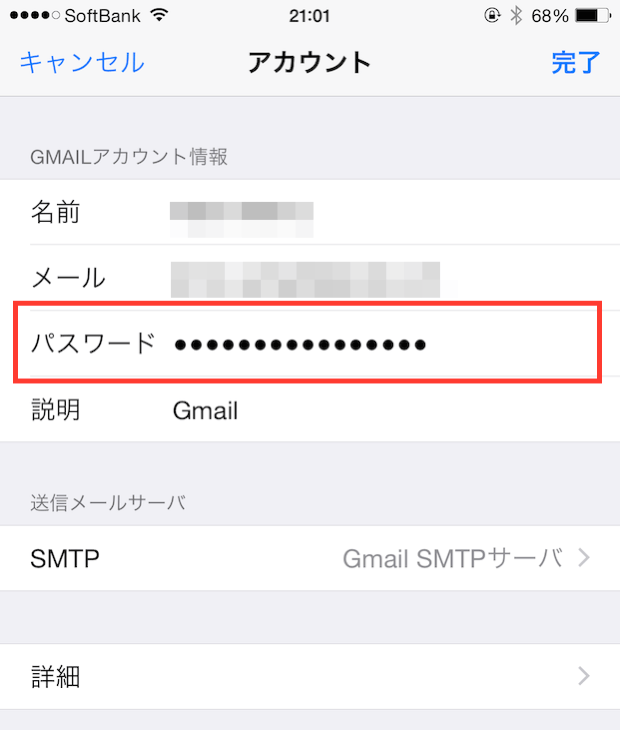 SoftBank 21:01 68%
キャンセル アカウント 完了
GMAILアカウント情報
名前
メール
パスワード ••••••••••••••••
説明 Gmail
送信メールサーバ
SMTP Gmail SMTPサーバ
詳細